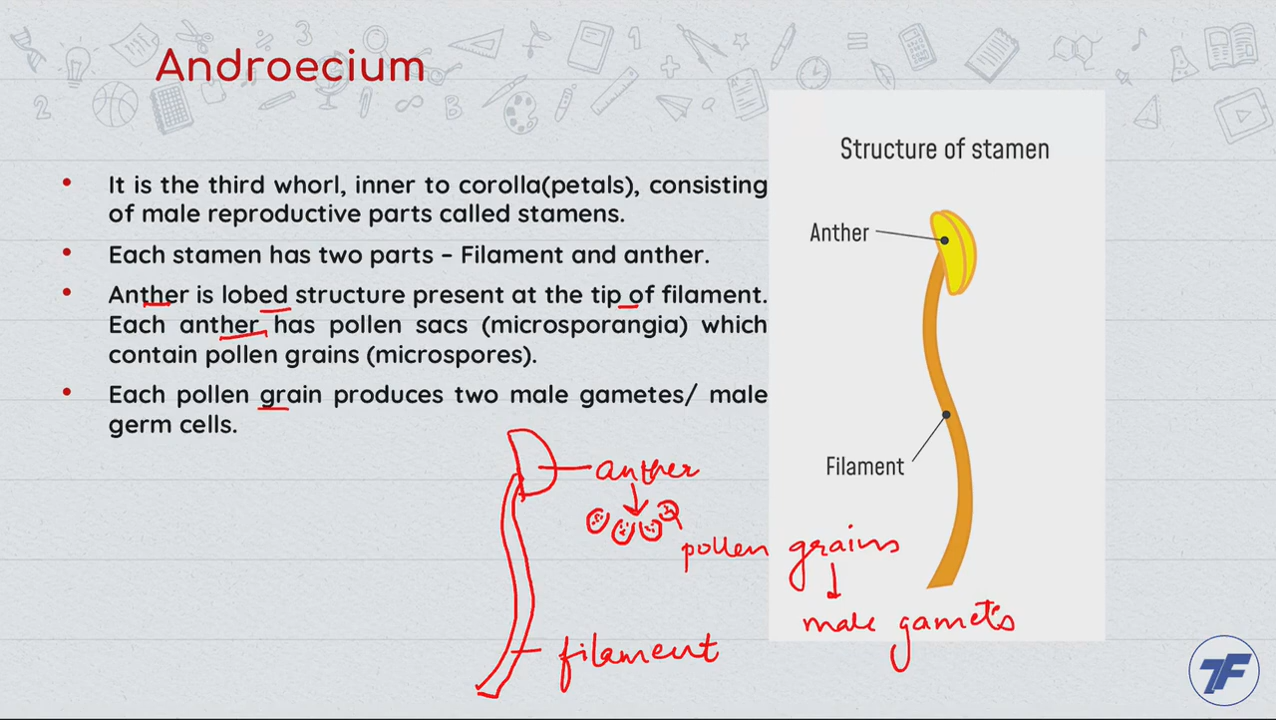 Androecium
• It is the third whorl, inner to corolla(petals), consisting
of male reproductive parts called stamens.
• Each stamen has two parts – Filament and anther.
• Anther is lobed structure present at the tip of filament.
Each anther has pollen sacs (microsporangia) which
contain pollen grains (microspores).
• Each pollen grain produces two male gametes/ male
germ cells.
Structure of stamen
Anther
Filament
anther
pollen grains
male gametes
filament